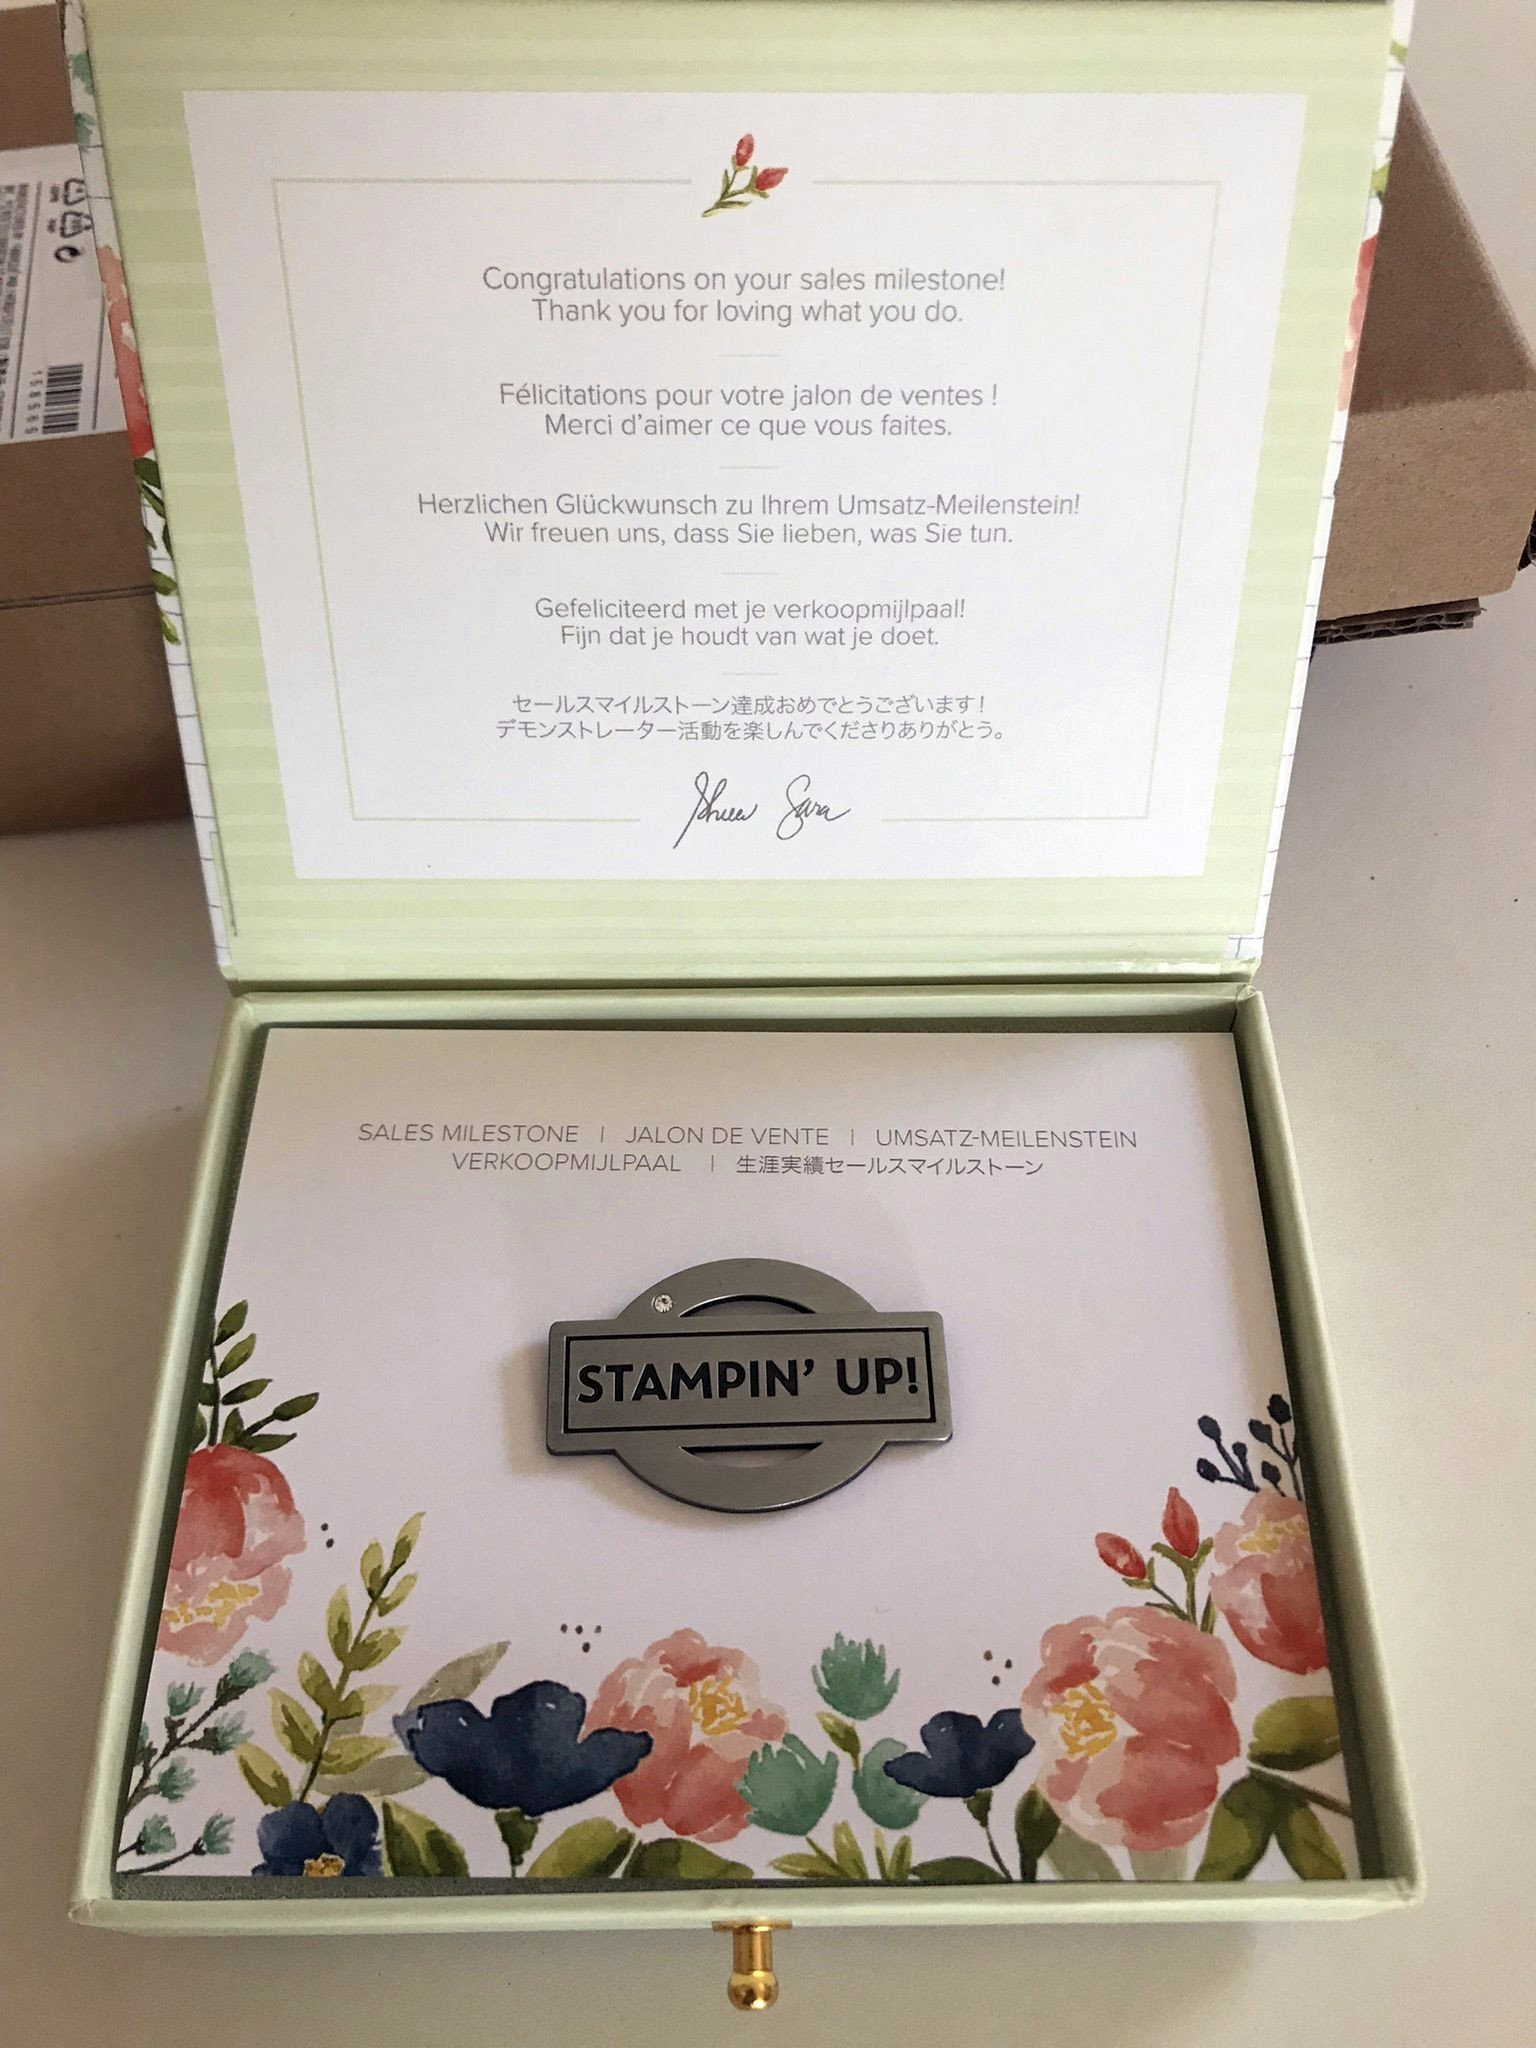 Congratulations on your sales milestone!
Thank you for loving what you do.
Félicitations pour votre jalon de ventes !
Merci d'aimer ce que vous faites.
Herzlichen Glückwunsch zu Ihrem Umsatz-Meilenstein!
Wir freuen uns, dass Sie lieben, was Sie tun.
Gefeliciteerd met je verkoopmijlpaal!
Fijn dat je houdt van wat je doet.
セールスマイルストーン達成おめでとうございます!
デモンストレーター活動を楽しんでくださりありがとう。
Sara
SALES MILESTONE | JALON DE VENTE | UMSATZ-MEILENSTEIN
VERKOOPMIJLPAAL | 生涯実績セールスマイルストーン
STAMPIN' UP!
158565